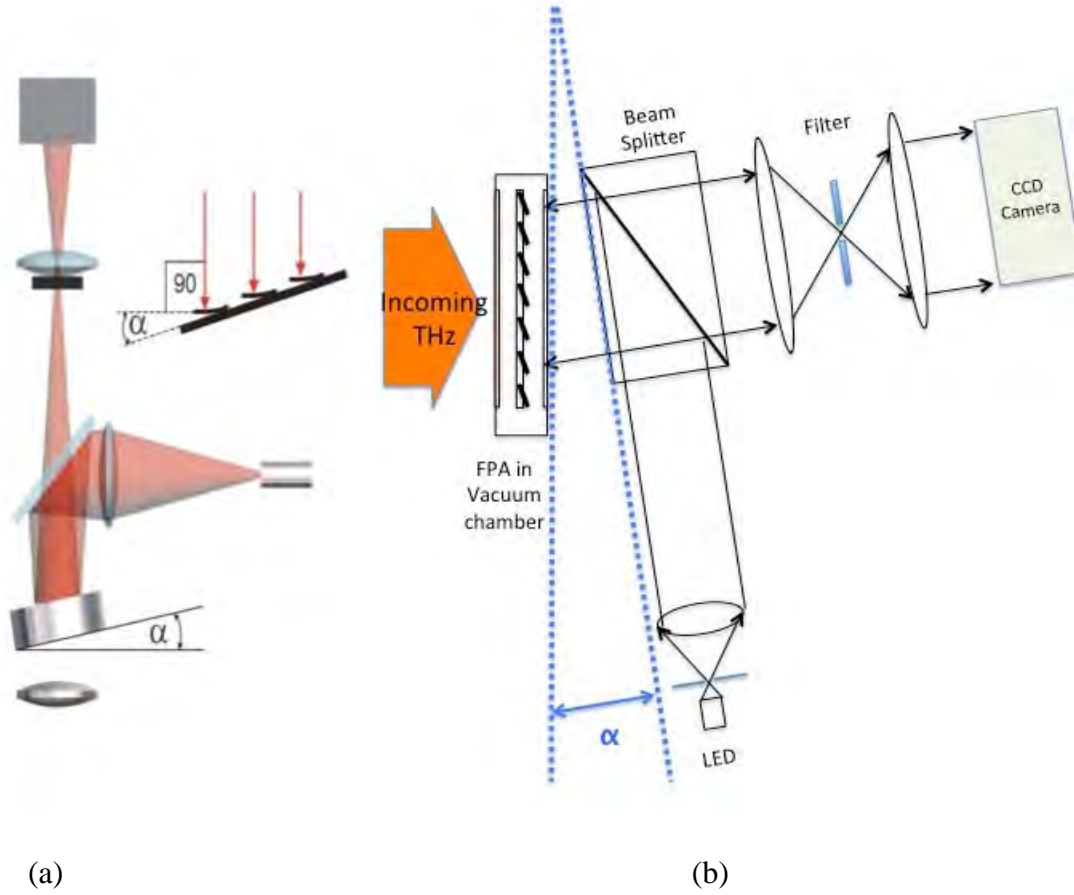 90
α
α
Incoming
THz
FPA in
Vacuum
chamber
Beam
Splitter
Filter
CCD
Camera
α
LED
(a)
(b)